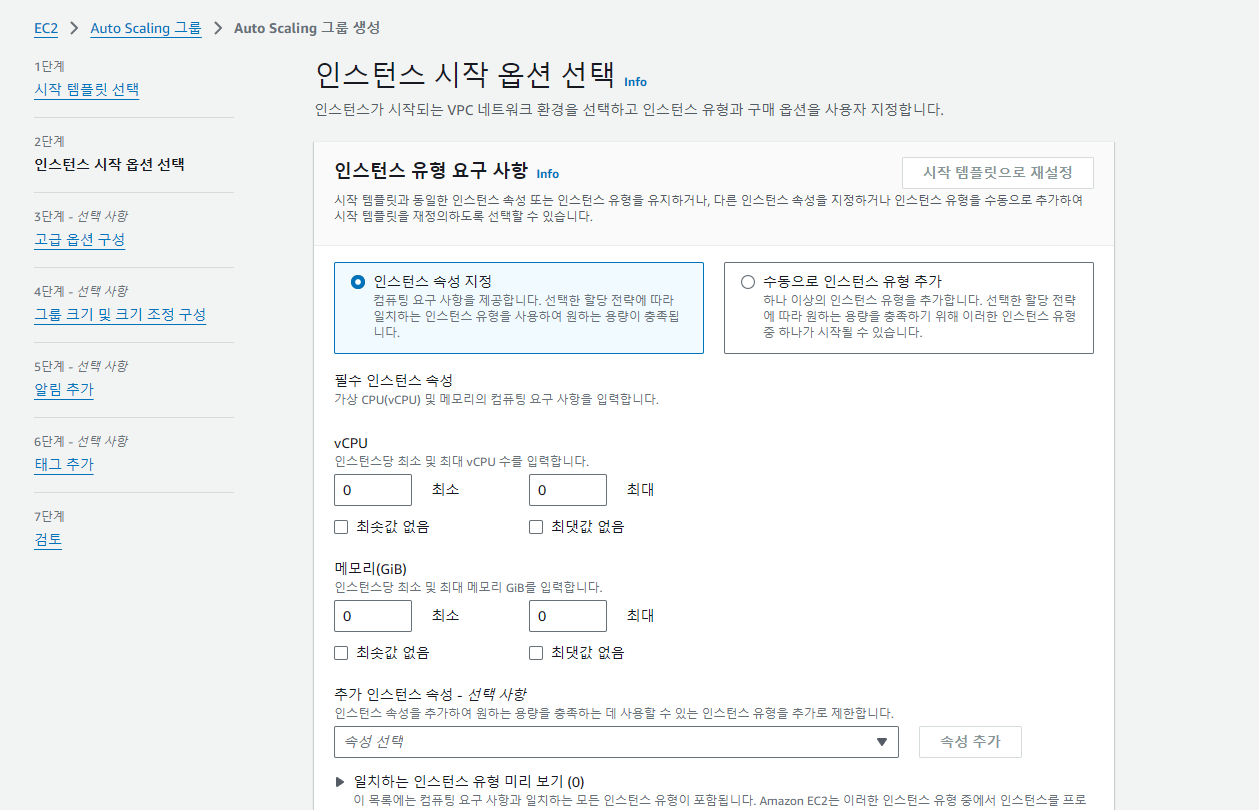 EC2 > Auto Scaling 그룹 > Auto Scaling 그룹 생성
1단계
시작 템플릿 선택
2단계
인스턴스 시작 옵션 선택
3단계 - 선택 사항
고급 옵션 구성
4단계 - 선택 사항
그룹 크기 및 크기 조정 구성
5단계 - 선택 사항
알림 추가
6단계 - 선택 사항
태그 추가
7단계
검토
인스턴스 시작 옵션 선택 Info
인스턴스가 시작되는 VPC 네트워크 환경을 선택하고 인스턴스 유형과 구매 옵션을 사용자 지정합니다.
인스턴스 유형 요구 사항 Info
시작 템플릿으로 재설정
시작 템플릿과 동일한 인스턴스 속성 또는 인스턴스 유형을 유지하거나, 다른 인스턴스 속성을 지정하거나 인스턴스 유형을 수동으로 추가하여
시작 템플릿을 재정의하도록 선택할 수 있습니다.
인스턴스 속성 지정
컴퓨팅 요구 사항을 제공합니다. 선택한 할당 전략에 따라
일치하는 인스턴스 유형을 사용하여 원하는 용량이 충족됩
니다.
수동으로 인스턴스 유형 추가
하나 이상의 인스턴스 유형을 추가합니다. 선택한 할당 전략
에 따라 원하는 용량을 충족하기 위해 이러한 인스턴스 유형
중 하나가 시작될 수 있습니다.
필수 인스턴스 속성
가상 CPU(vCPU) 및 메모리의 컴퓨팅 요구 사항을 입력합니다.
vCPU
인스턴스당 최소 및 최대 vCPU 수를 입력합니다.
0 최소 0 최대
최솟값 없음 최댓값 없음
메모리(GiB)
인스턴스당 최소 및 최대 메모리 GiB를 입력합니다.
0 최소 0 최대
최솟값 없음 최댓값 없음
추가 인스턴스 속성 - 선택 사항
인스턴스 속성을 추가하여 원하는 용량을 충족하는 데 사용할 수 있는 인스턴스 유형을 추가로 제한합니다.
속성 선택 속성 추가
일치하는 인스턴스 유형 미리 보기 (0)
이 목록에는 컴퓨팅 요구 사항과 일치하는 모든 인스턴스 유형이 포함됩니다. Amazon EC2는 이러한 인스턴스 유형 중에서 인스턴스를 프로